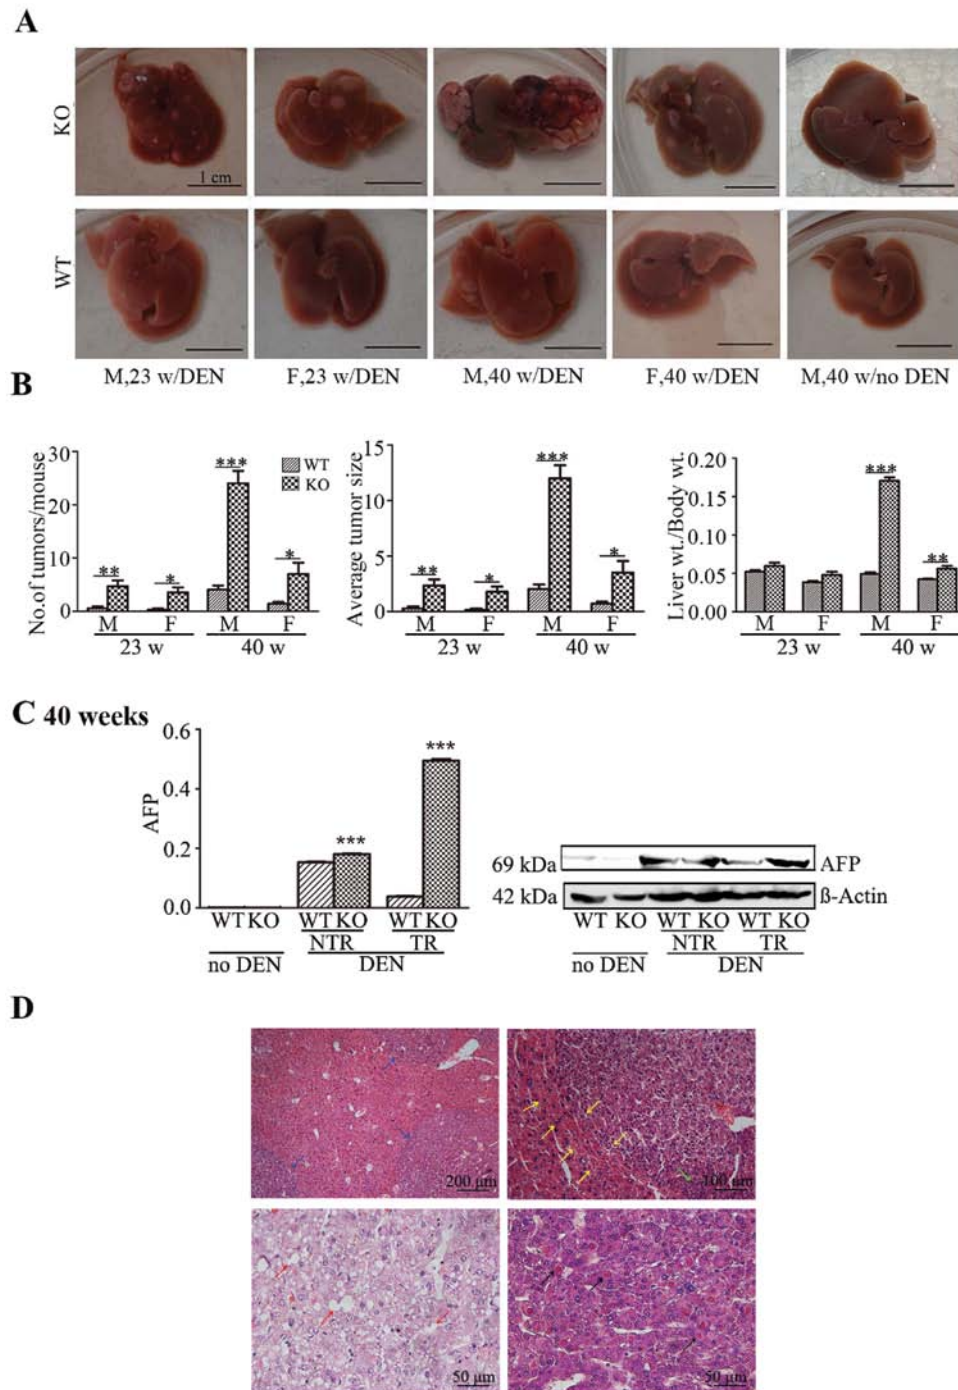 A
KO
1 cm
WT
M,23 w/DEN F,23 w/DEN M,40 w/DEN F,40 w/DEN M,40 w/no DEN
B
No.of tumors/mouse
30
20
10
0
** * *** *
WT
KO
M F M F
23 w 40 w
Average tumor size
15
10
5
0
** * *** *
M F M F
23 w 40 w
Liver wt./Body wt.
0.20
0.15
0.10
0.05
0.00
*** **
M F M F
23 w 40 w
C 40 weeks
AFP
0.6
0.4
0.2
0.0
*** ***
WT KO WT KO WT KO
NTR TR
no DEN DEN
69 kDa AFP
42 kDa ß-Actin
WT KO WT KO WT KO
NTR TR
no DEN DEN
D
200 µm 100 µm
50 µm 50 µm